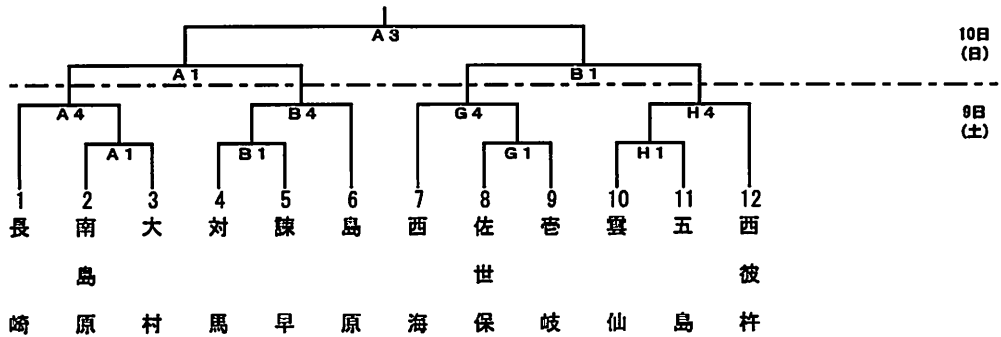 A3
10日
(日)
A1
B1
A4
B4
G4
H4
9日
(土)
A1
B1
G1
H1
1
2
3
4
5
6
7
8
9
10
11
12
長崎
南島原
大村
対馬
諫早
島原
西海
佐世保
壱岐
雲仙
五島
西彼杵